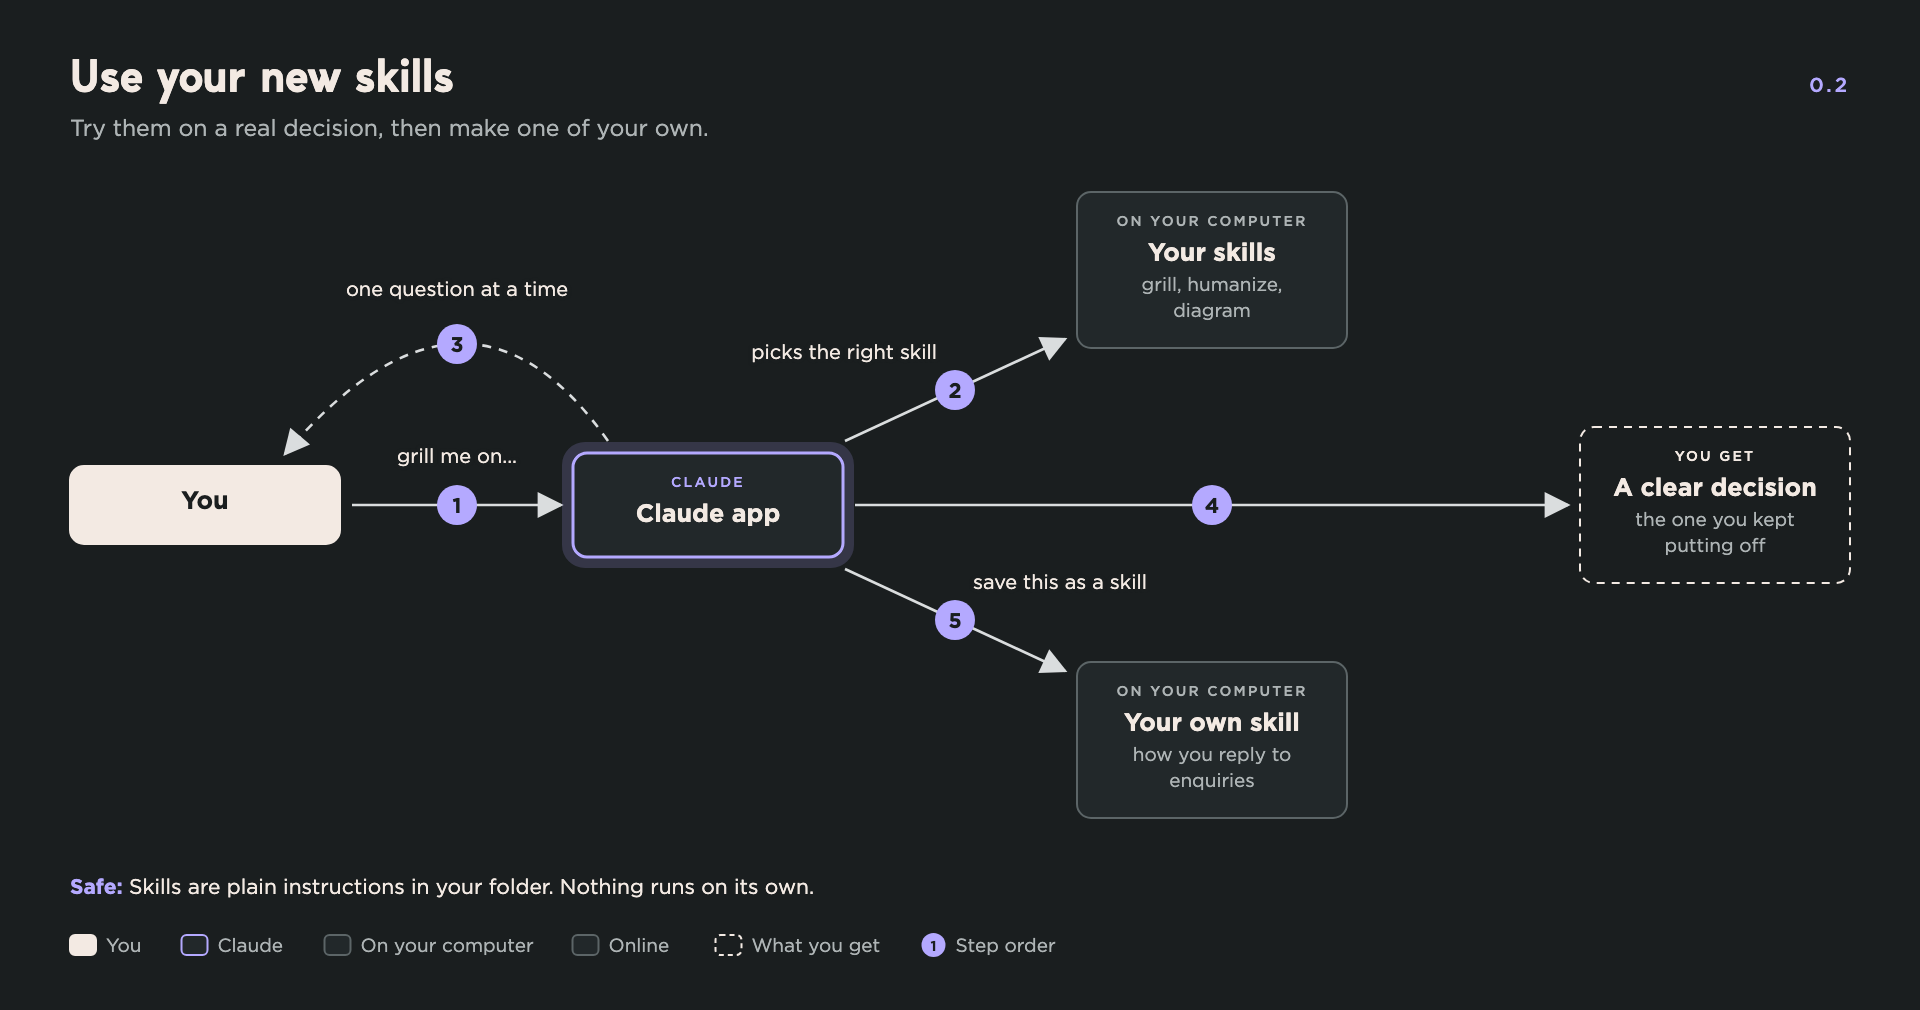 Use your new skills
0.2
Try them on a real decision, then make one of your own.
ON YOUR COMPUTER
Your skills
grill, humanize,
diagram
one question at a time
3
picks the right skill
2
grill me on...
You
1
CLAUDE
Claude app
4
YOU GET
A clear decision
the one you kept
putting off
save this as a skill
5
ON YOUR COMPUTER
Your own skill
how you reply to
enquiries
Safe: Skills are plain instructions in your folder. Nothing runs on its own.
You
Claude
On your computer
Online
What you get
1 Step order